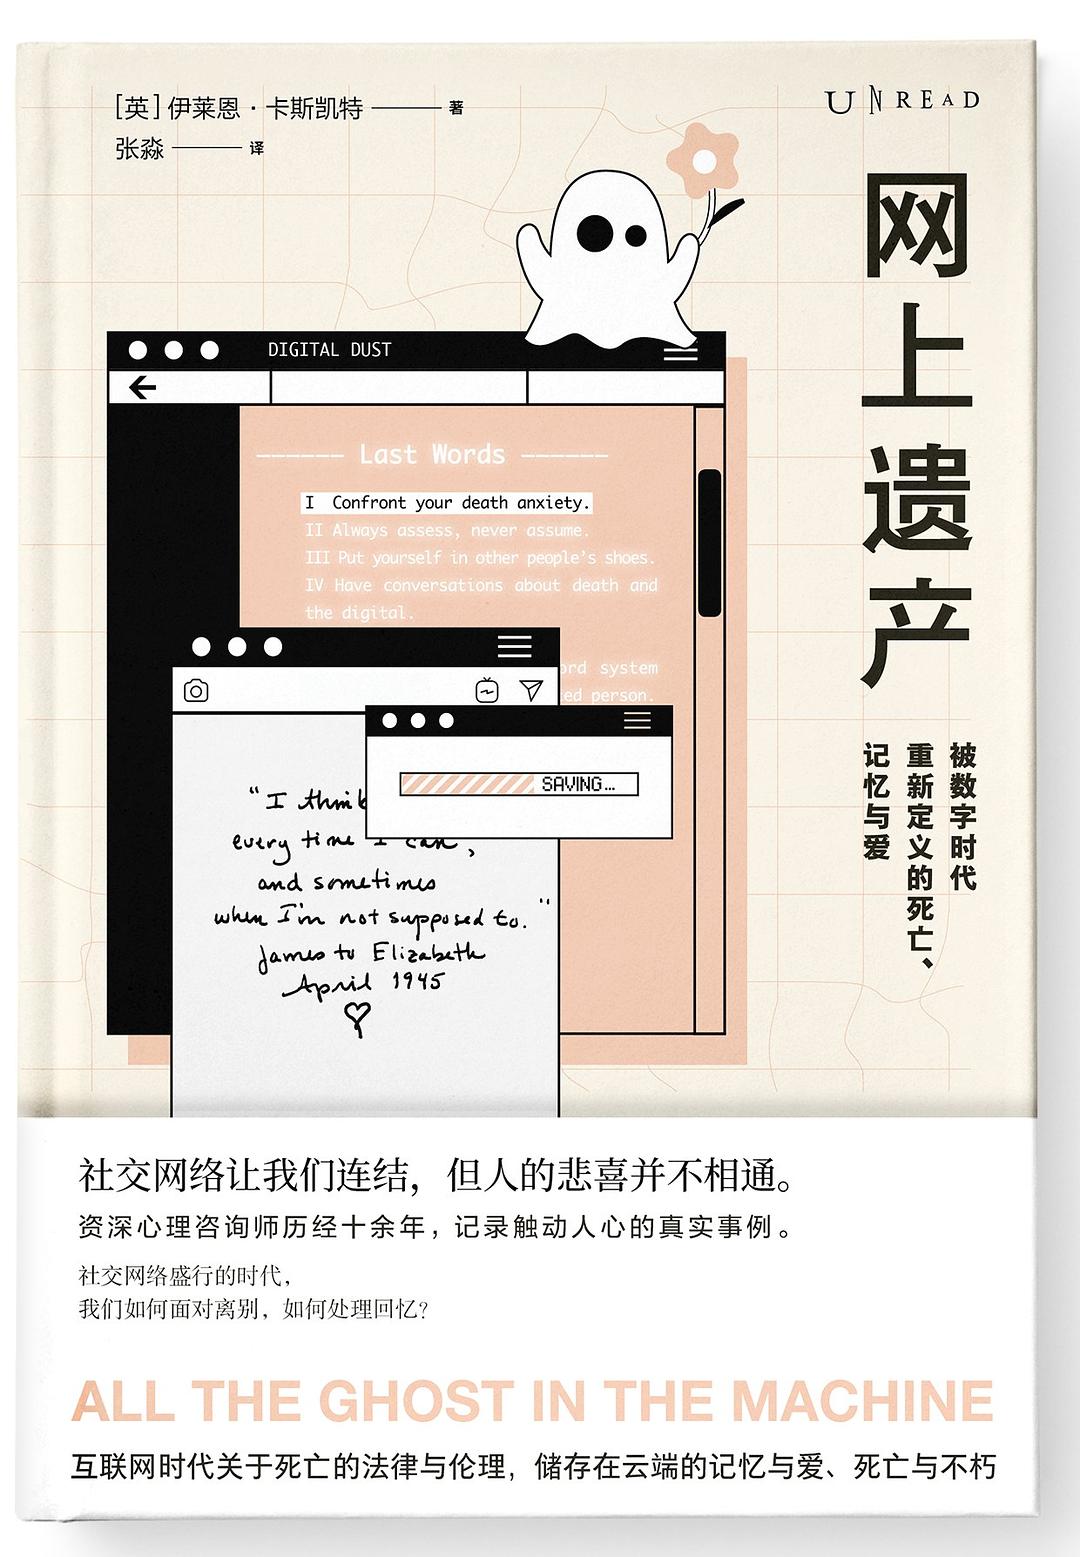 [英] 伊莱恩·卡斯凯特 —— 著
张淼 —— 译
UNREAD
网上遗产
被数字时代
重新定义的死亡、
记忆与爱
DIGITAL DUST
Last Words
I Confront your death anxiety.
II Always assess, never assume.
III Put yourself in other people's shoes.
IV Have conversations about death and
the digital.
system
person.
SAVING...
"I think
every time I can,
and sometimes
when I'm not supposed to."
James to Elizabeth
April 1945
社交网络让我们连结，但人的悲喜并不相通。
资深心理咨询师历经十余年，记录触动人心的真实事例。
社交网络盛行的时代，
我们如何面对离别，如何处理回忆？
ALL THE GHOST IN THE MACHINE
互联网时代关于死亡的法律与伦理，储存在云端的记忆与爱、死亡与不朽